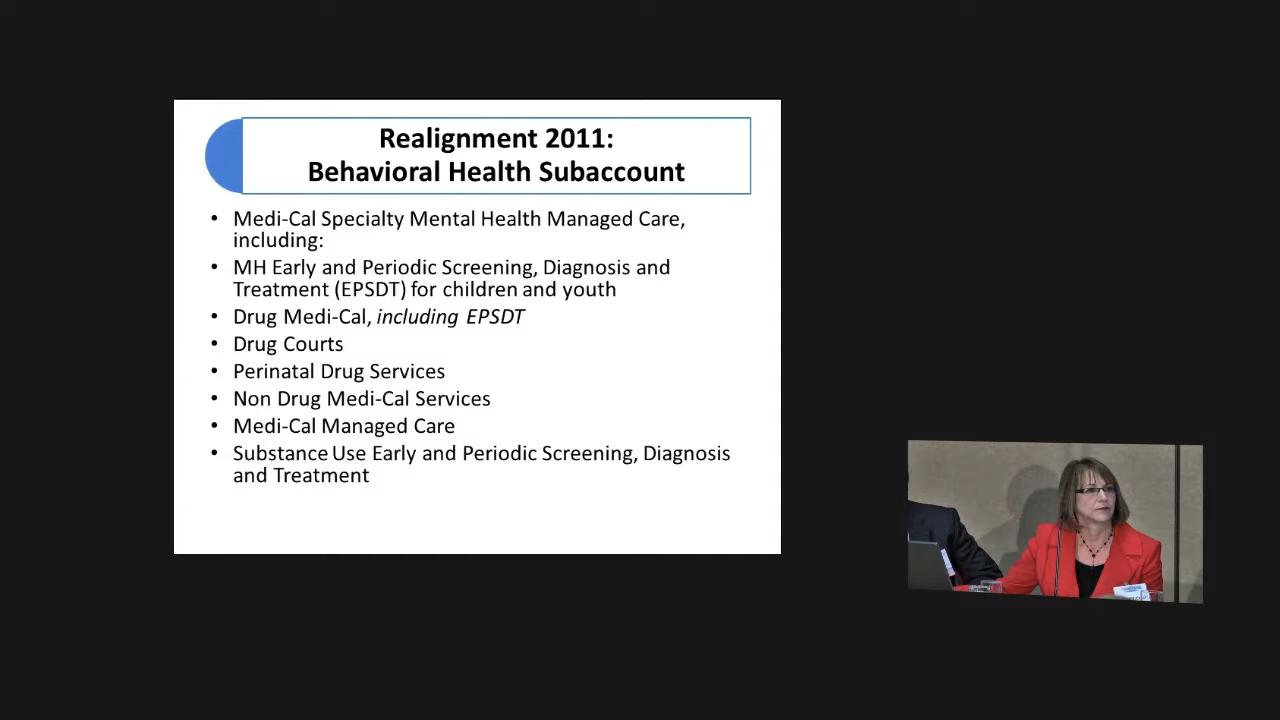 Realignment 2011:
Behavioral Health Subaccount
• Medi-Cal Specialty Mental Health Managed Care,
including:
• MH Early and Periodic Screening, Diagnosis and
Treatment (EPSDT) for children and youth
• Drug Medi-Cal, including EPSDT
• Drug Courts
• Perinatal Drug Services
• Non Drug Medi-Cal Services
• Medi-Cal Managed Care
• Substance Use Early and Periodic Screening, Diagnosis
and Treatment